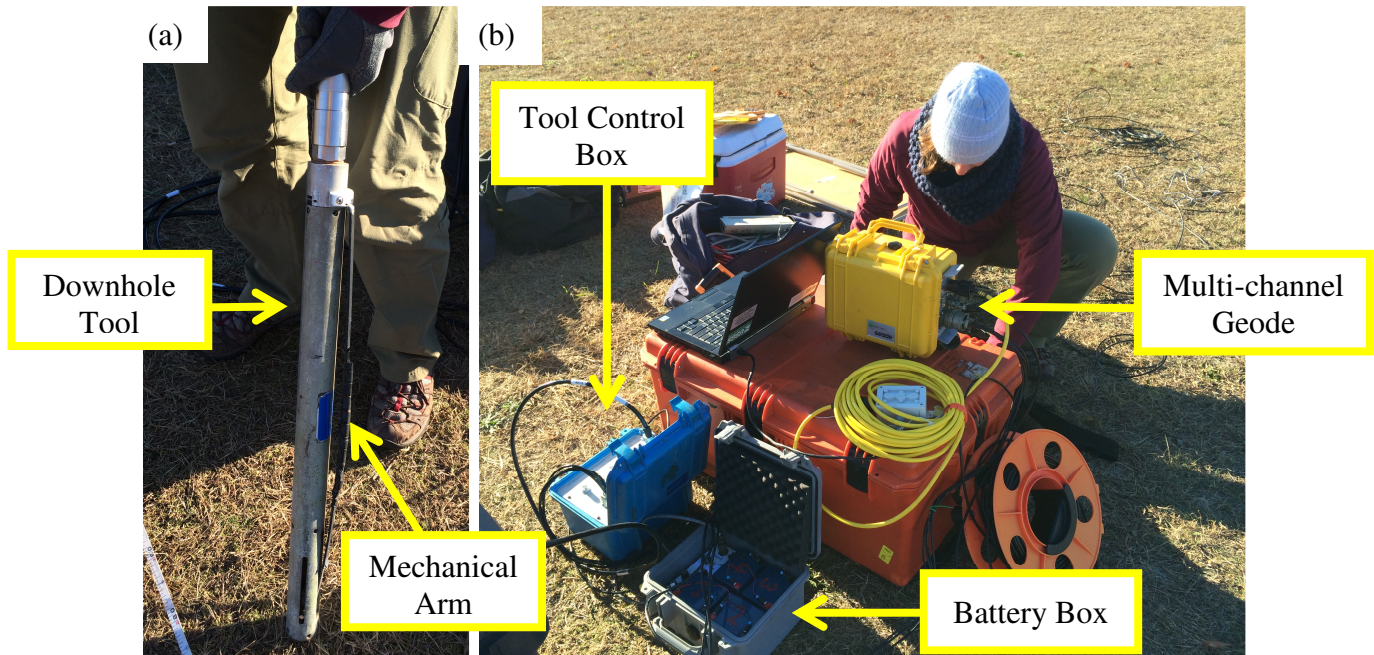 (a)
(b)
Downhole
Tool
Mechanical
Arm
Tool Control
Box
Multi-channel
Geode
Battery Box